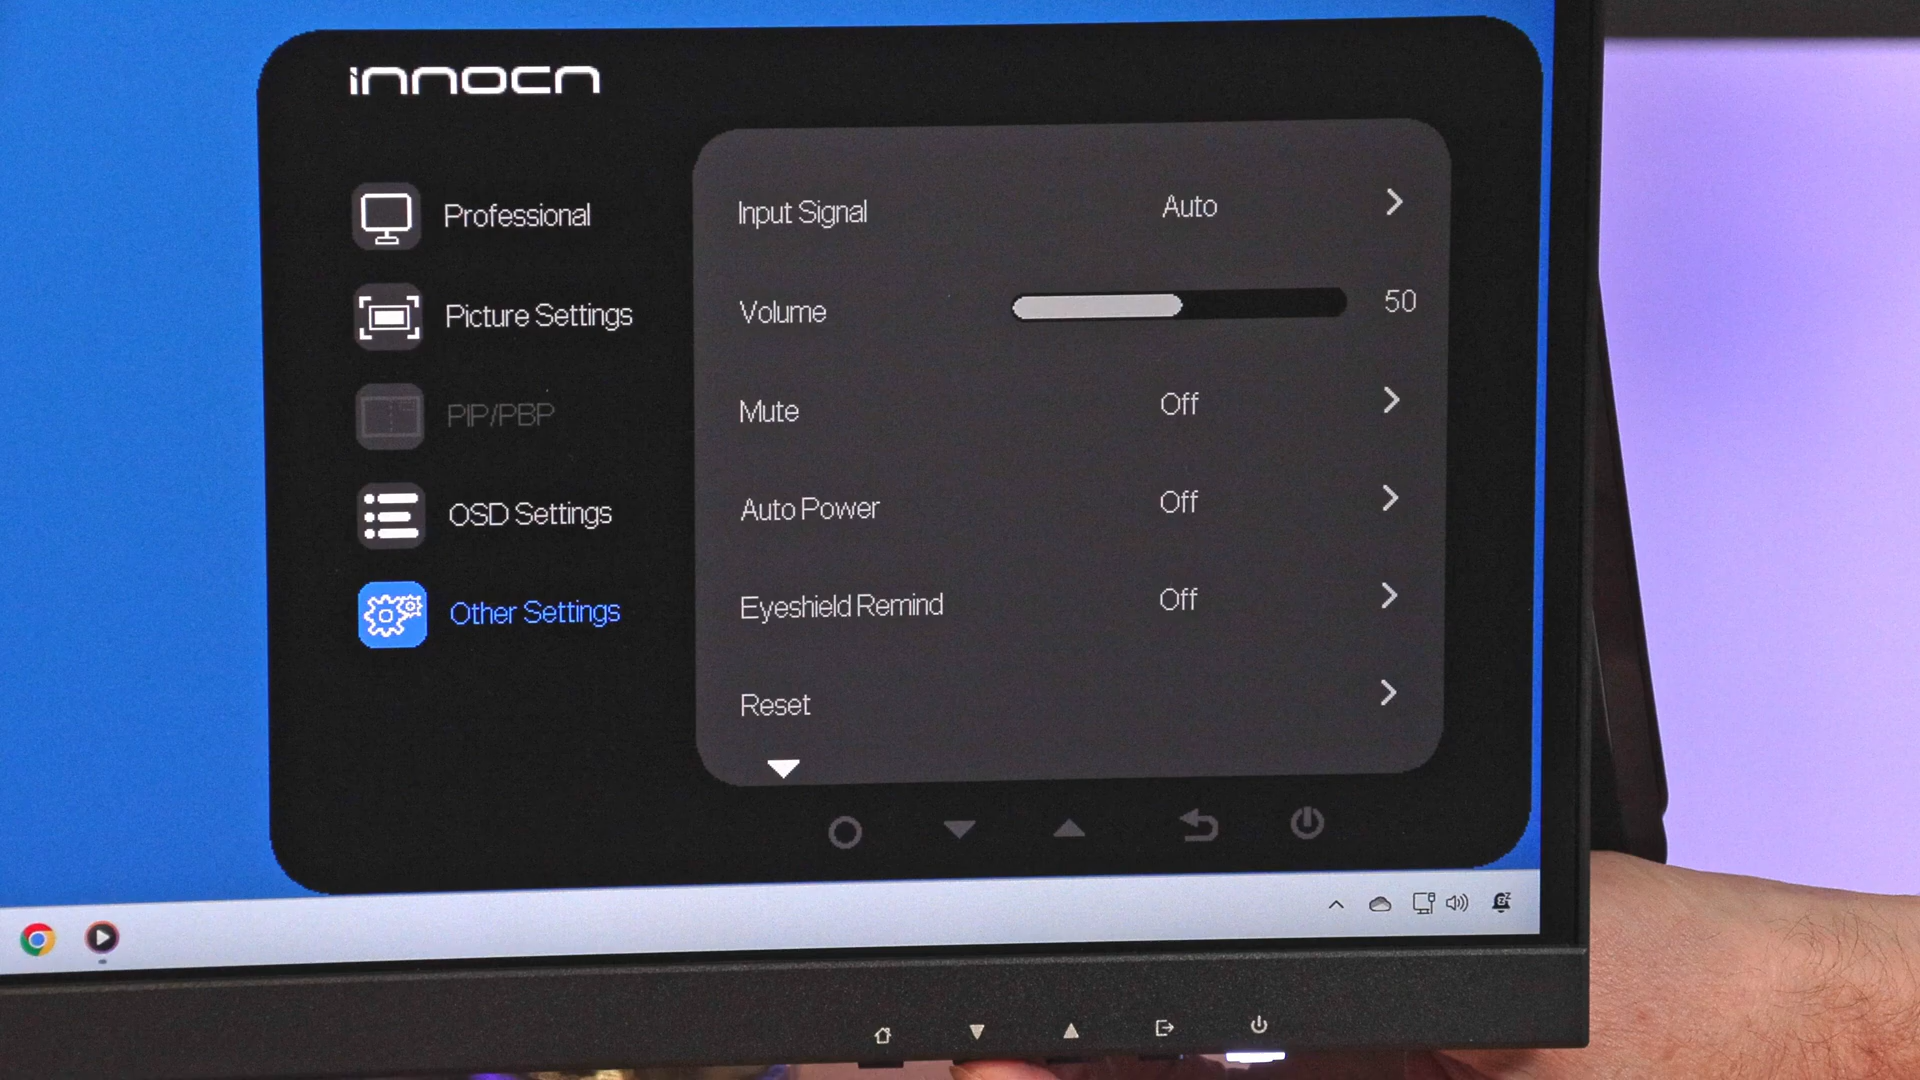 innocn
Professional
Picture Settings
PIP/PBP
OSD Settings
Other Settings
Input Signal Auto
Volume 50
Mute Off
Auto Power Off
Eyeshield Remind Off
Reset